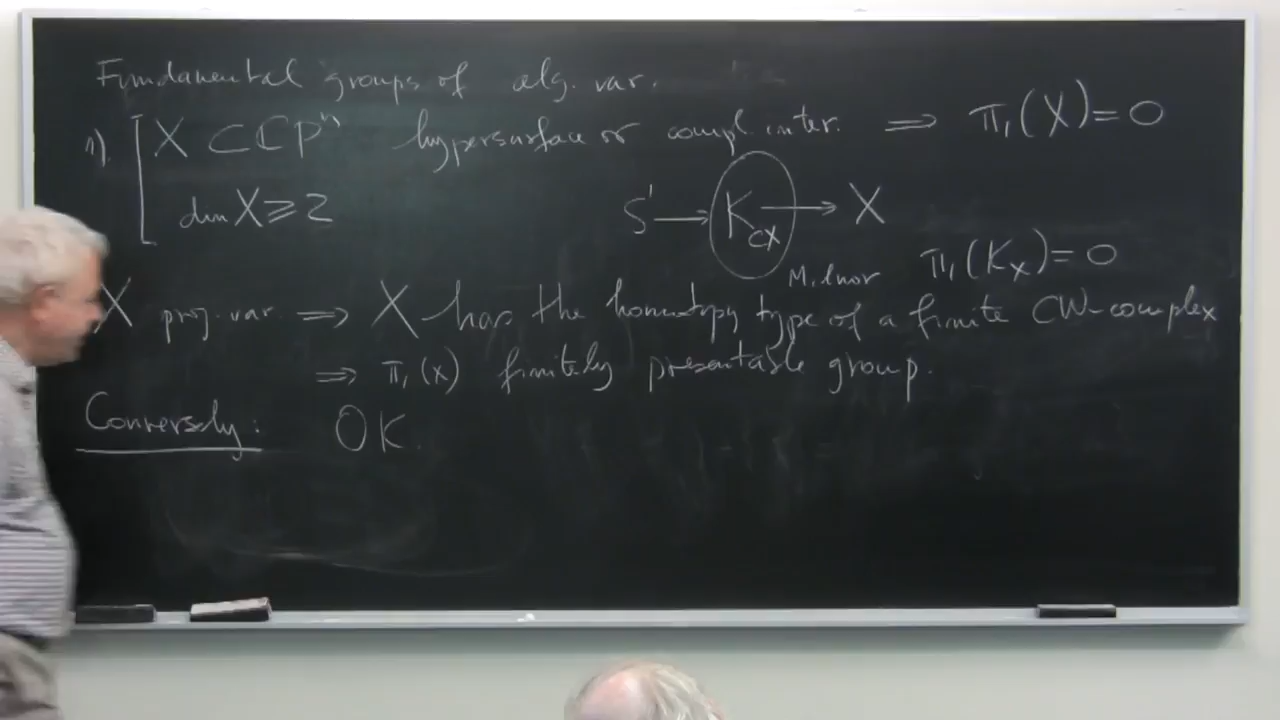 Fundamental groups of alg. var.
1). X ⊂ ℂPⁿ hypersurface or compl. inter. ⟹ π₁(X)=0
dim X ⩾ 2
S¹ → K_CX → X
Milnor π₁(K_X)=0
X proj. var. ⟹ X has the homotopy type of a finite CW-complex
⟹ π₁(X) finitely presentable group.
Conversely: OK.